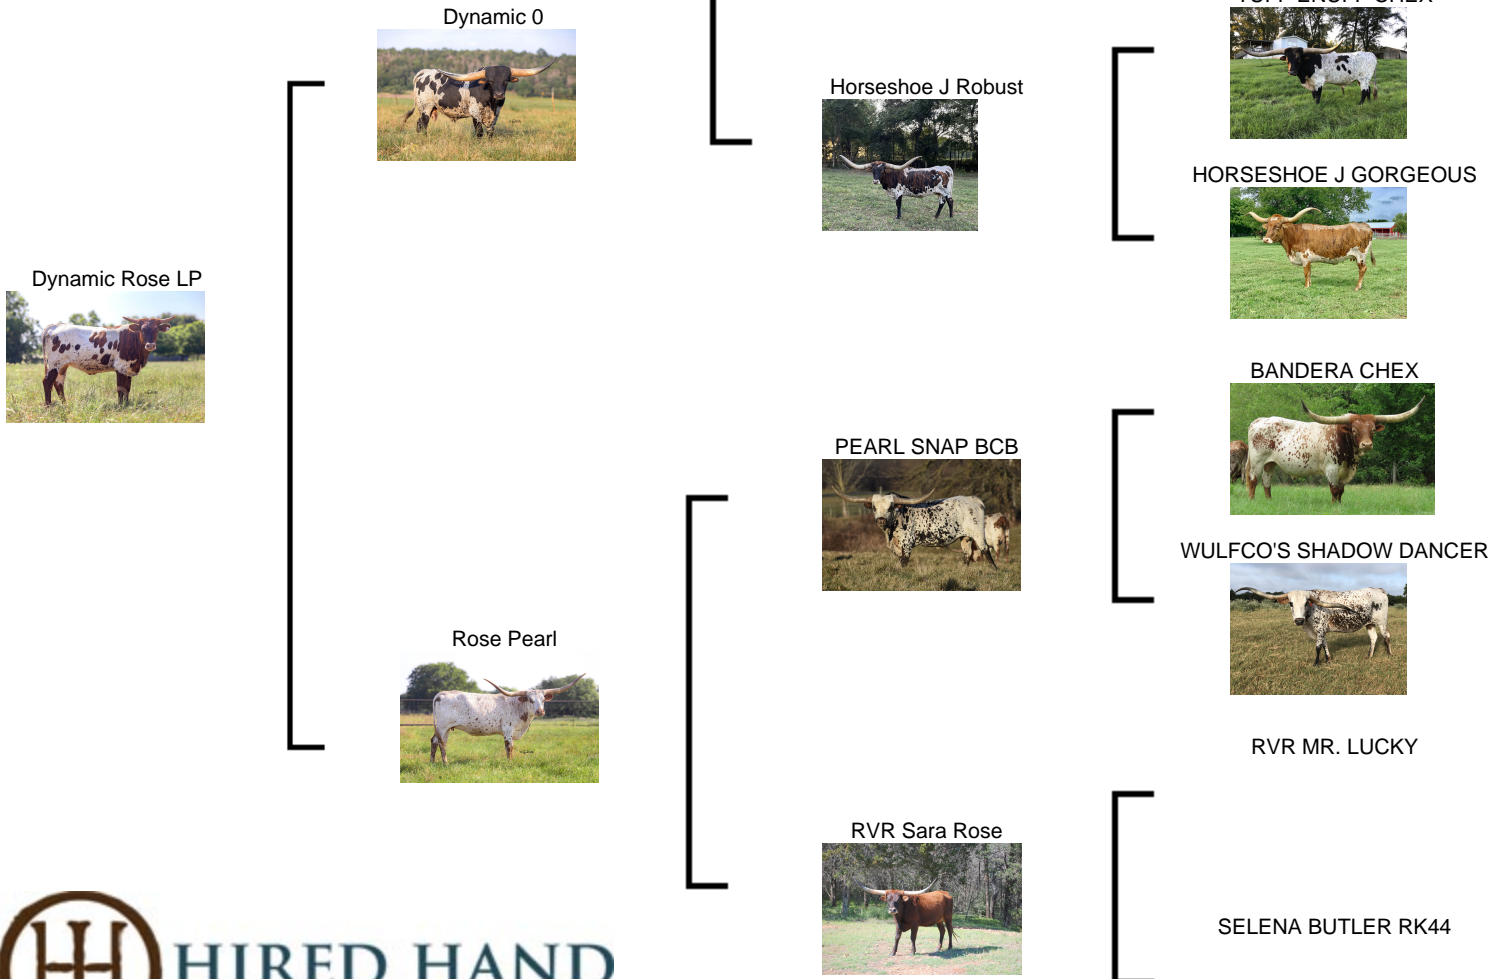 Dynamic 0
Horseshoe J Robust
HORSESHOE J GORGEOUS
Dynamic Rose LP
BANDERA CHEX
PEARL SNAP BCB
WULFCO'S SHADOW DANCER
Rose Pearl
RVR MR. LUCKY
RVR Sara Rose
SELENA BUTLER RK44
HIRED HAND